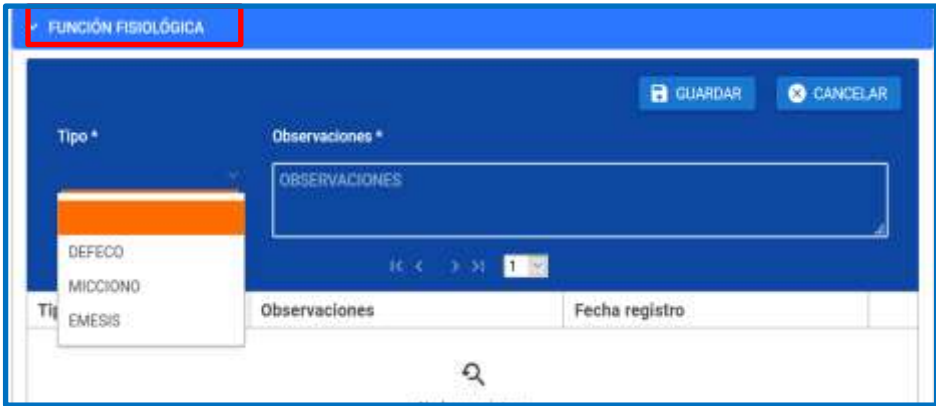 FUNCIÓN FISIOLÓGICA
GUARDAR CANCELAR
Tipo * Observaciones *
OBSERVACIONES
DEFECO
1
MICCIONO
Observaciones Fecha registro
EMESIS